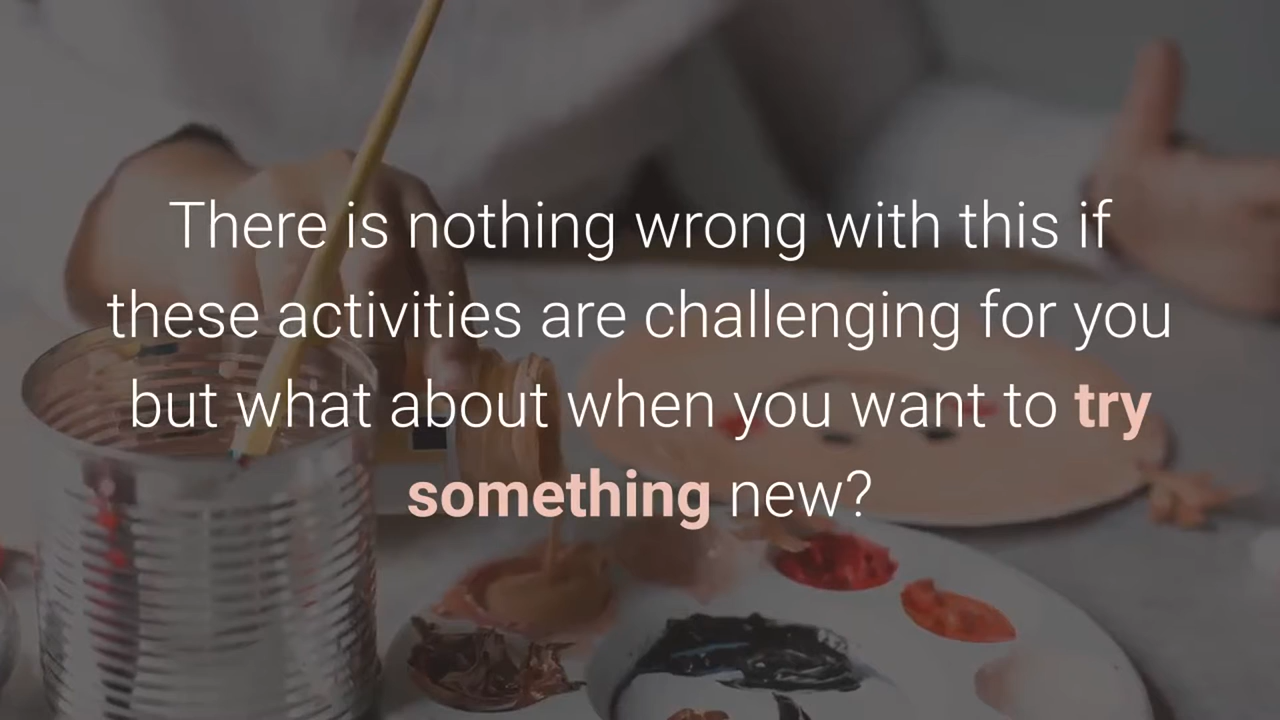 There is nothing wrong with this if
these activities are challenging for you
but what about when you want to try
something new?